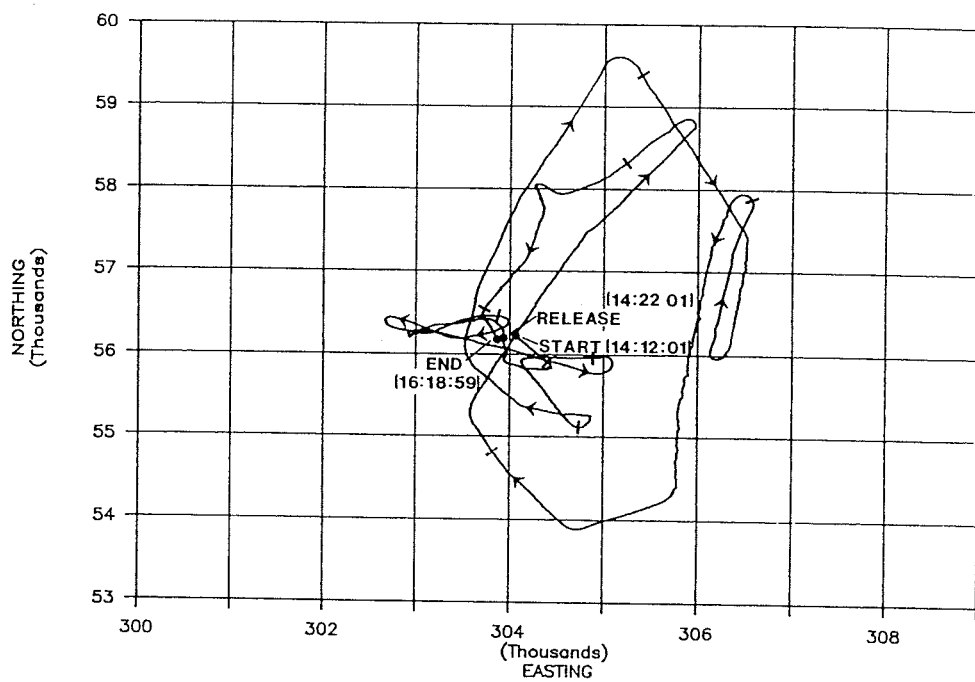 60
59
58
57
56
55
54
53
NORTHING
(Thousands)
[14:22 01]
RELEASE
START [14:12:01]
END
[16:18:59]
300
302
304
306
308
(Thousands)
EASTING